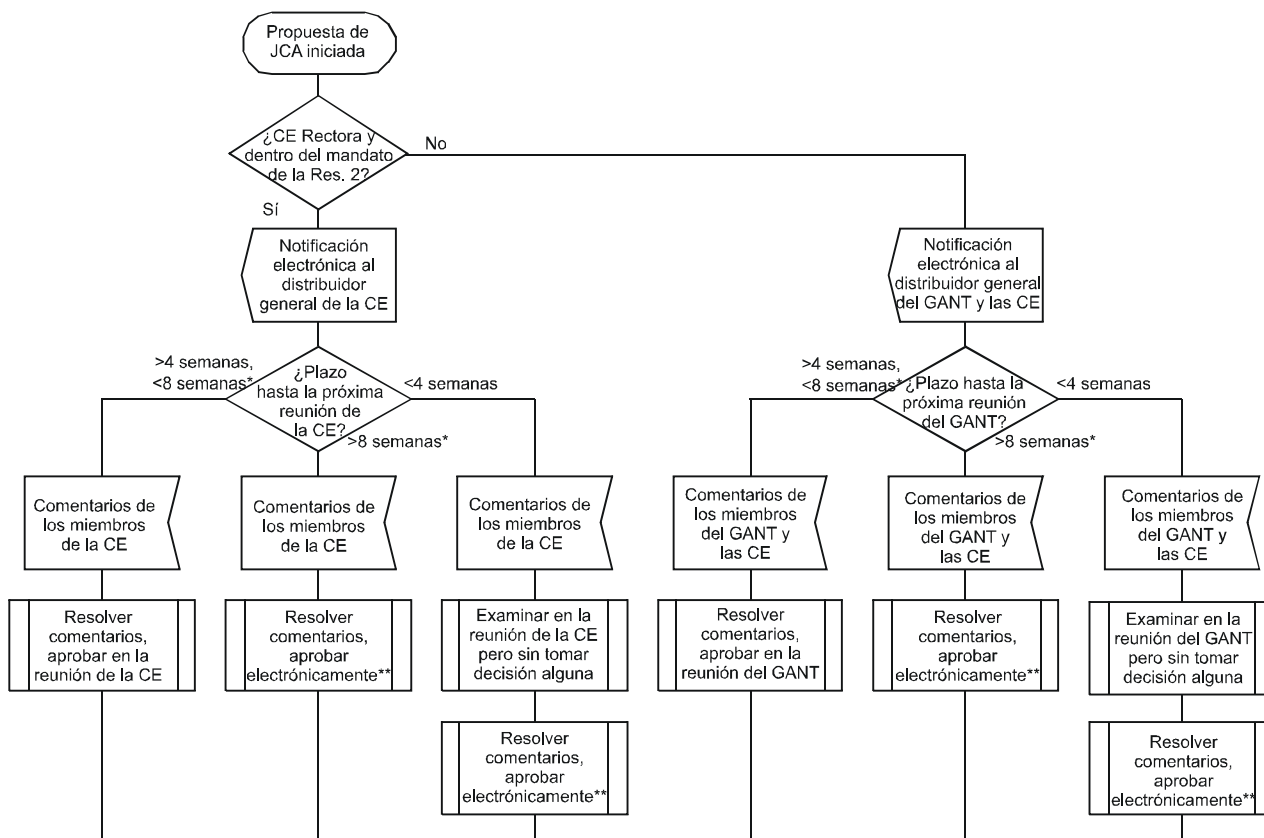 Propuesta de
JCA iniciada
¿CE Rectora y
dentro del mandato
de la Res. 2?
No
Sí
Notificación
electrónica al
distribuidor
general de la CE
Notificación
electrónica al
distribuidor general
del GANT y las CE
>4 semanas,
<8 semanas*
¿Plazo
hasta la próxima
reunión de
la CE?
<4 semanas
>8 semanas*
>4 semanas,
<8 semanas*
¿Plazo hasta la
próxima reunión
del GANT?
<4 semanas
>8 semanas*
Comentarios de
los miembros
de la CE
Comentarios de
los miembros
de la CE
Comentarios de
los miembros
de la CE
Comentarios de
los miembros
del GANT y
las CE
Comentarios de
los miembros
del GANT y
las CE
Comentarios de
los miembros
del GANT y
las CE
Resolver
comentarios,
aprobar en la
reunión de la CE
Resolver
comentarios,
aprobar
electrónicamente**
Examinar en la
reunión de la CE
pero sin tomar
decisión alguna
Resolver
comentarios,
aprobar en la
reunión del GANT
Resolver
comentarios,
aprobar
electrónicamente**
Examinar en la
reunión del GANT
pero sin tomar
decisión alguna
Resolver
comentarios,
aprobar
electrónicamente**
Resolver
comentarios,
aprobar
electrónicamente**